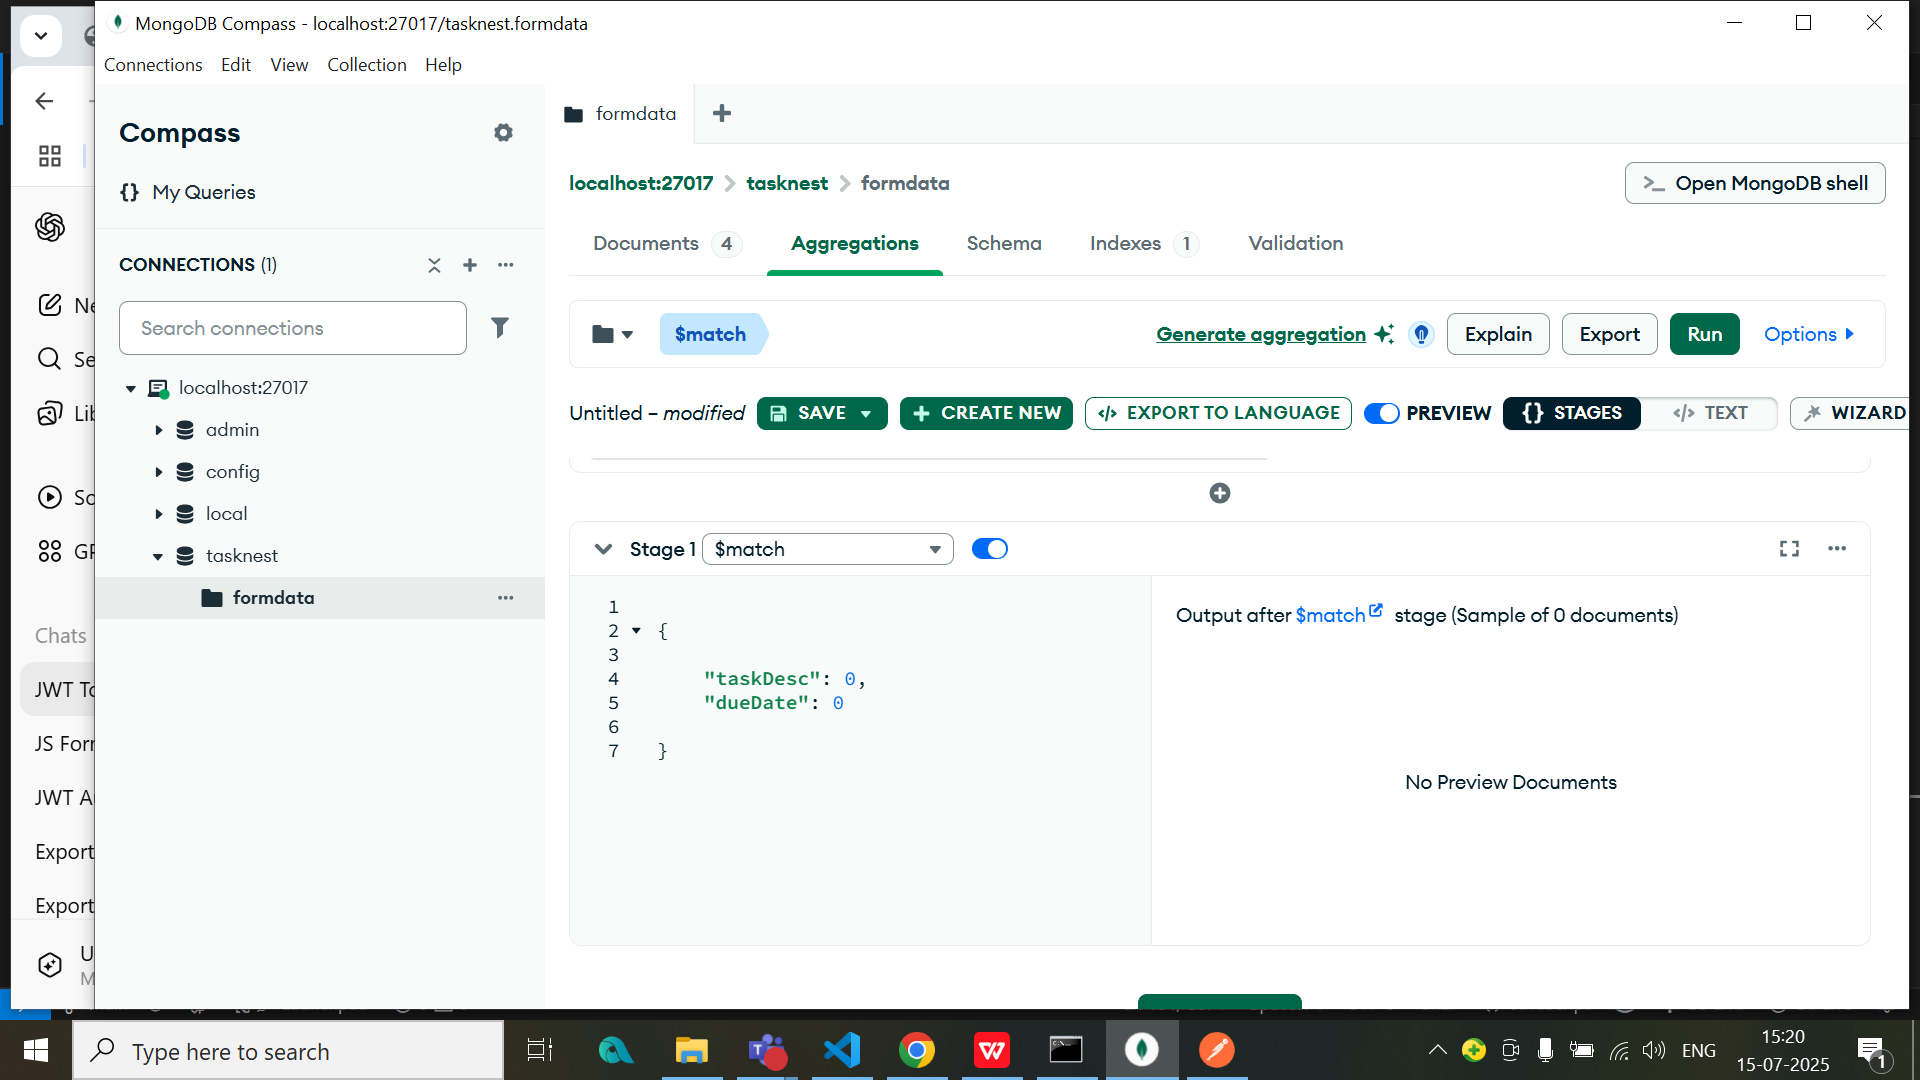 MongoDB Compass - localhost:27017/tasknest.formdata
Connections Edit View Collection Help
Compass
{} My Queries
CONNECTIONS (1)
Search connections
localhost:27017
admin
config
local
tasknest
formdata
formdata
localhost:27017 > tasknest > formdata
>_ Open MongoDB shell
Documents 4 Aggregations Schema Indexes 1 Validation
$match
Generate aggregation
Explain
Export
Run
Options
Untitled – modified
SAVE
+ CREATE NEW
</> EXPORT TO LANGUAGE
PREVIEW
{} STAGES
</> TEXT
WIZARD
Stage 1 $match
1
2 {
3
4 "taskDesc": 0,
5 "dueDate": 0
6
7 }
Output after $match stage (Sample of 0 documents)
No Preview Documents
Ne
Se
Lib
So
GP
Chats
JWT To
JS Forr
JWT A
Export
Export
U
M
Type here to search
ENG
15:20
15-07-2025
1